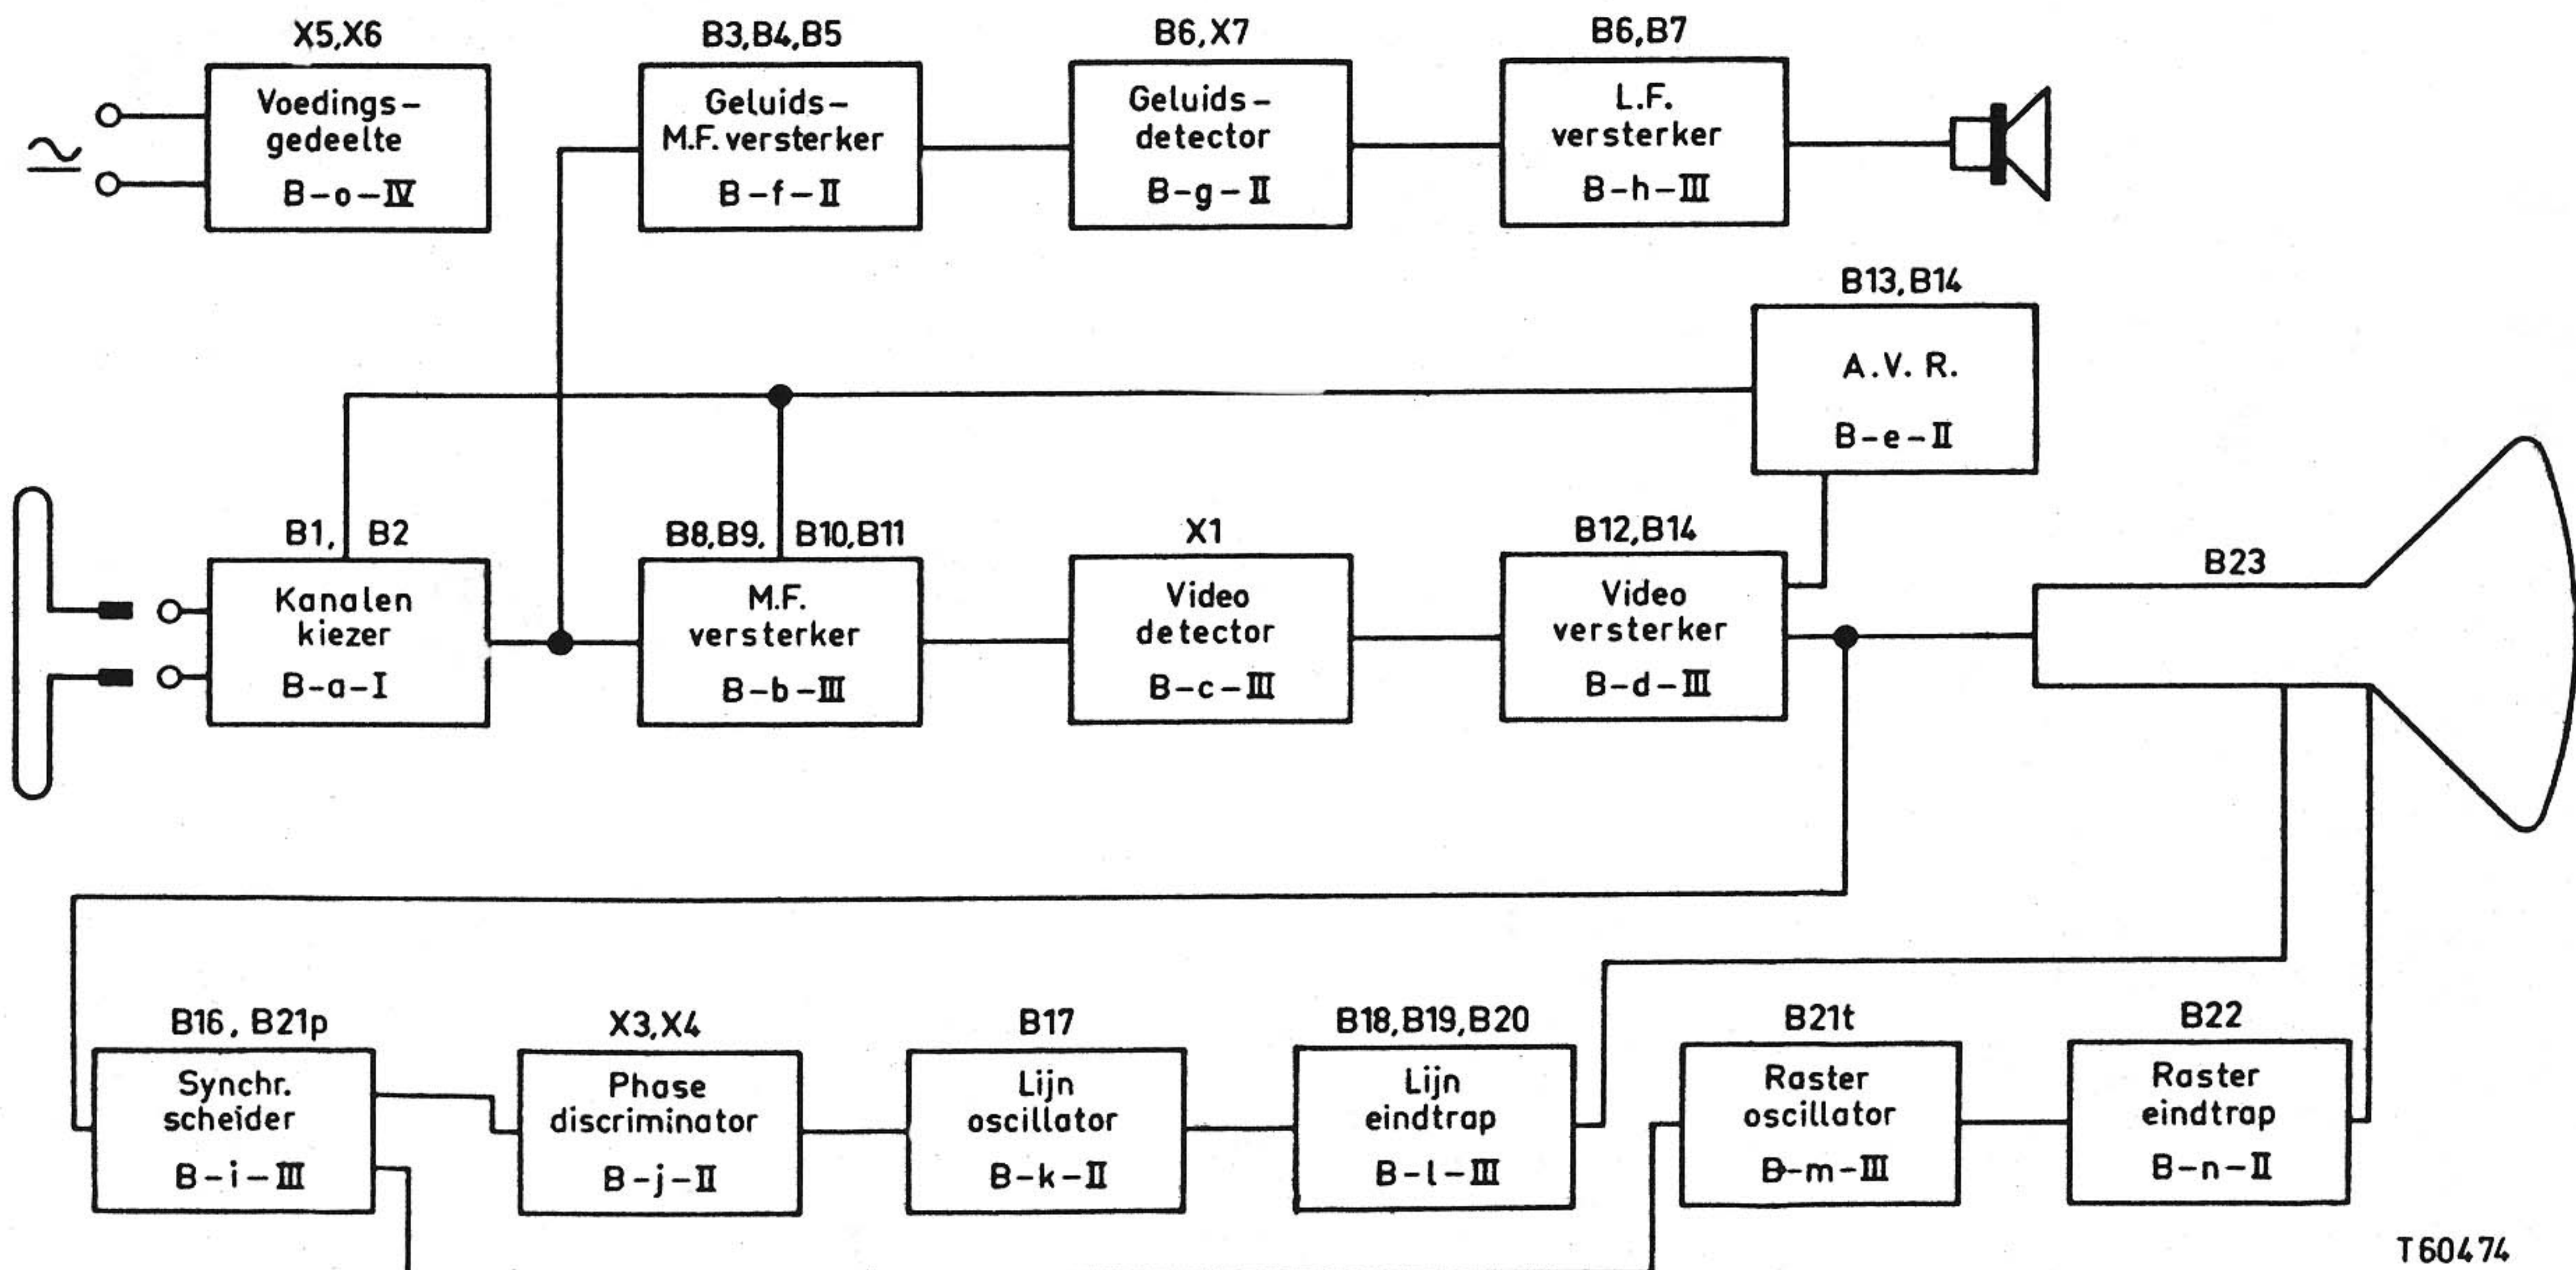 X5,X6
Voedings-
gedeelte
B-o-IV
B3,B4,B5
Geluids-
M.F. versterker
B-f-II
B6,X7
Geluids-
detector
B-g-II
B6,B7
L.F.
versterker
B-h-III
B13,B14
A.V.R.
B-e-II
B1, B2
Kanalen
kiezer
B-a-I
B8,B9, B10,B11
M.F.
versterker
B-b-III
X1
Video
detector
B-c-III
B12,B14
Video
versterker
B-d-III
B23
B16, B21p
Synchr.
scheider
B-i-III
X3,X4
Phase
discriminator
B-j-II
B17
Lijn
oscillator
B-k-II
B18,B19,B20
Lijn
eindtrap
B-l-III
B21t
Raster
oscillator
B-m-III
B22
Raster
eindtrap
B-n-II
T60474